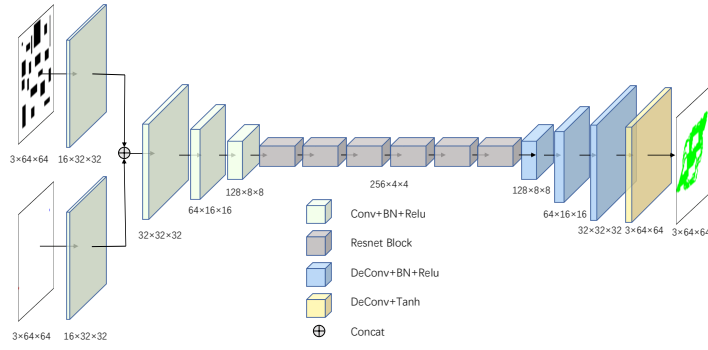 3×64×64
16×32×32
32×32×32
64×16×16
128×8×8
256×4×4
128×8×8
64×16×16
32×32×32
3×64×64
3×64×64
3×64×64
16×32×32
Conv+BN+Relu
Resnet Block
DeConv+BN+Relu
DeConv+Tanh
Concat